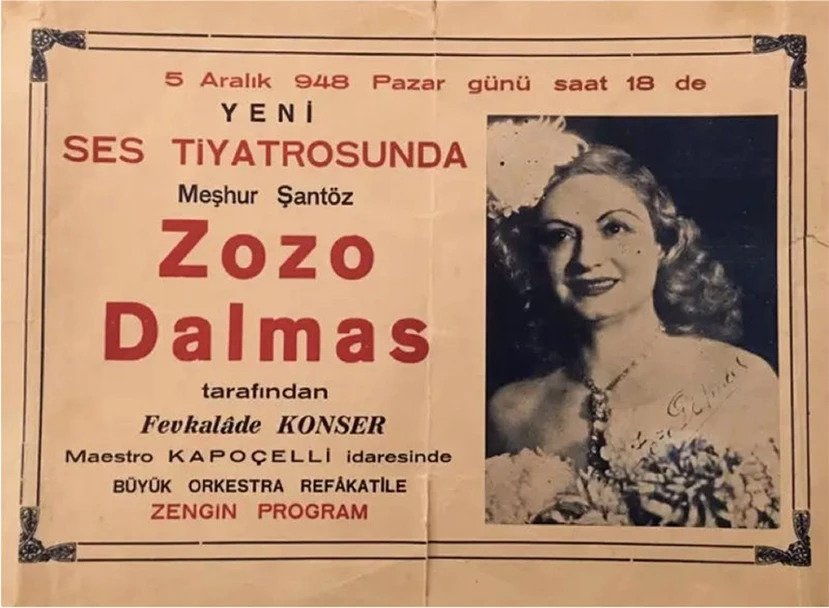 5 Aralık 948 Pazar günü saat 18 de
YENİ
SES TİYATROSUNDA
Meşhur Şantöz
Zozo
Dalmas
tarafından
Fevkalâde KONSER
Maestro KAPOÇELLİ idaresinde
BÜYÜK ORKESTRA REFÂKATİLE
ZENGIN PROGRAM